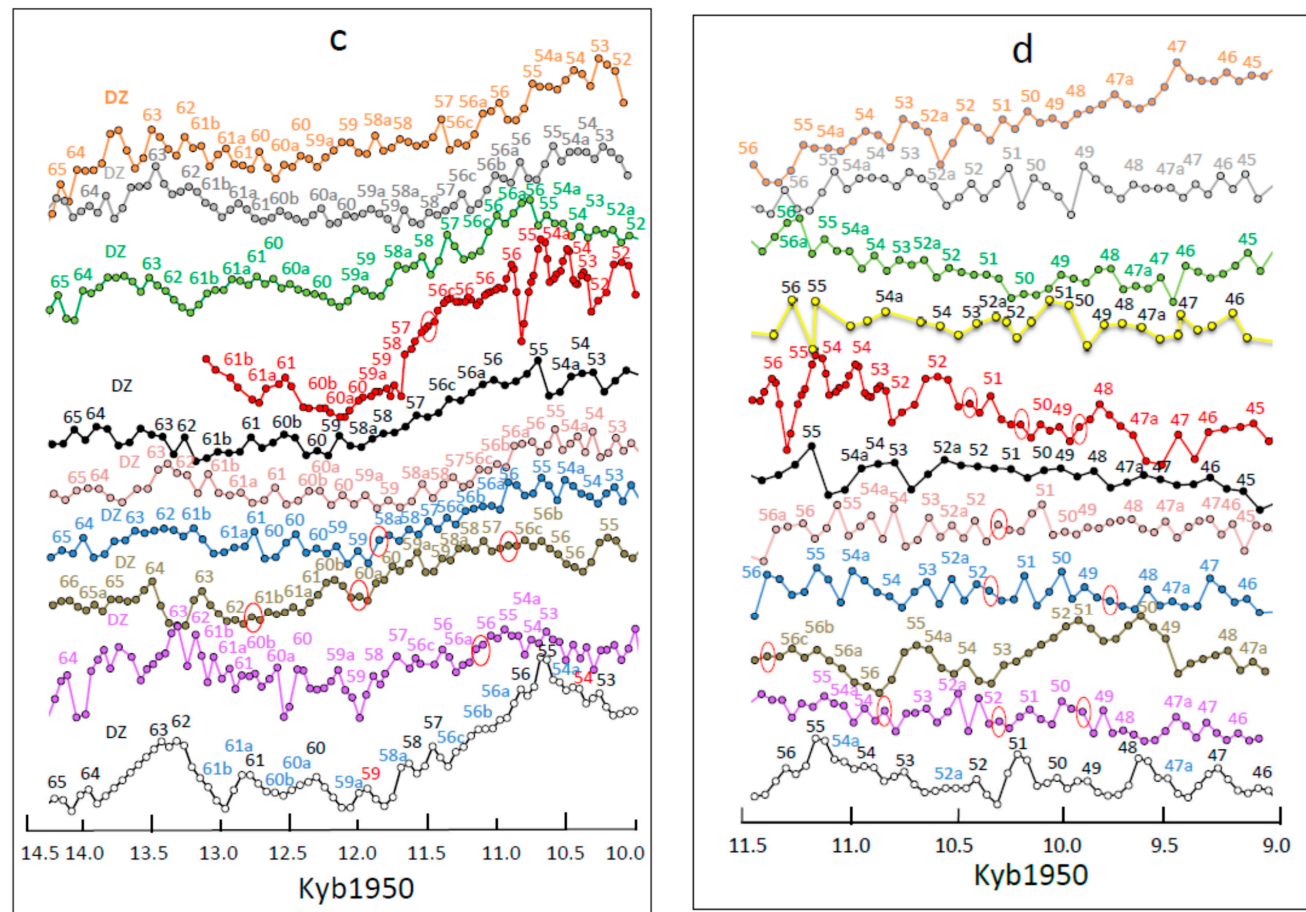 c
DZ
65 64 63 62 61b 61a 61 60 60a 60 59a 59 58a 58 57 56c 56a 56 55 54a 54 53 52
DZ
64 63 62 61b 61a 61 60b 60a 60 59a 59 58a 58 57 56c 56b 56a 56 55 54a 54 53
DZ
65 64 63 62 61b 61a 61 60 60a 60 59a 59 58a 58 57 56c 56 56a 56 55 54a 54 53 52a 52
61b 61a 61 60b 60a 60 59a 59 58 57 56c 56 56 56 55 54a 54 53 52 52
DZ
65 64 63 62 61b 61 60b 60 59 58a 58 57 56c 56a 56 55 54a 54 53
DZ
65 64 63 62 61b 61a 61 60b 60a 60 59a 59 58a 58 57 56c 56b 56a 56 55 54a 54 53
DZ
65 64 63 62 61b 61a 61 60 60 59 59 58a 58 57 56c 56b 56a 56 55 54a 54 53
DZ
66 65a 65 64 63 62 61b 61a 61 60b 60a 60 59a 59 58a 58 57 56c 56b 56 56 55
DZ
64 63 62 61b 61a 61 60b 60a 60 59a 59 58 57 56c 56a 56 55 54a 54 53
DZ
65 64 63 62 61b 61a 61 60b 60a 60 59a 59 58a 58 57 56c 56b 56a 56 55 54a 54 53
14.5 14.0 13.5 13.0 12.5 12.0 11.5 11.0 10.5 10.0
Kyb1950
d
56 55 54a 54 53 52a 52 51 50 49 48 47a 47 46 45
56 55 54a 54 53 52a 52 51 50 49 48 47a 47 46 45
56a 56 55 54a 54 53 52a 52 51 50 49 48 47a 47 46 45
56 55 54a 54 53 52a 52 51 50 49 48 47a 47 46
56 55 54 54 53 52 52 51 50 49 48 47a 47 46 45
55 54a 54 53 52a 52 51 50 49 48 47a 47 46 45
56a 56 55 54a 54 53 52a 52 51 50 49 48 47a 47 46 45
56 55 54a 54 53 52a 52 51 50 49 48 47a 47 46
56c 56b 56a 56 55 54a 54 53 52 51 50 49 48 47a
55 54a 54 53 52a 52 51 50 49 48 47a 47 46
56 55 54a 54 53 52a 52 51 50 49 48 47a 47 46
11.5 11.0 10.5 10.0 9.5 9.0
Kyb1950